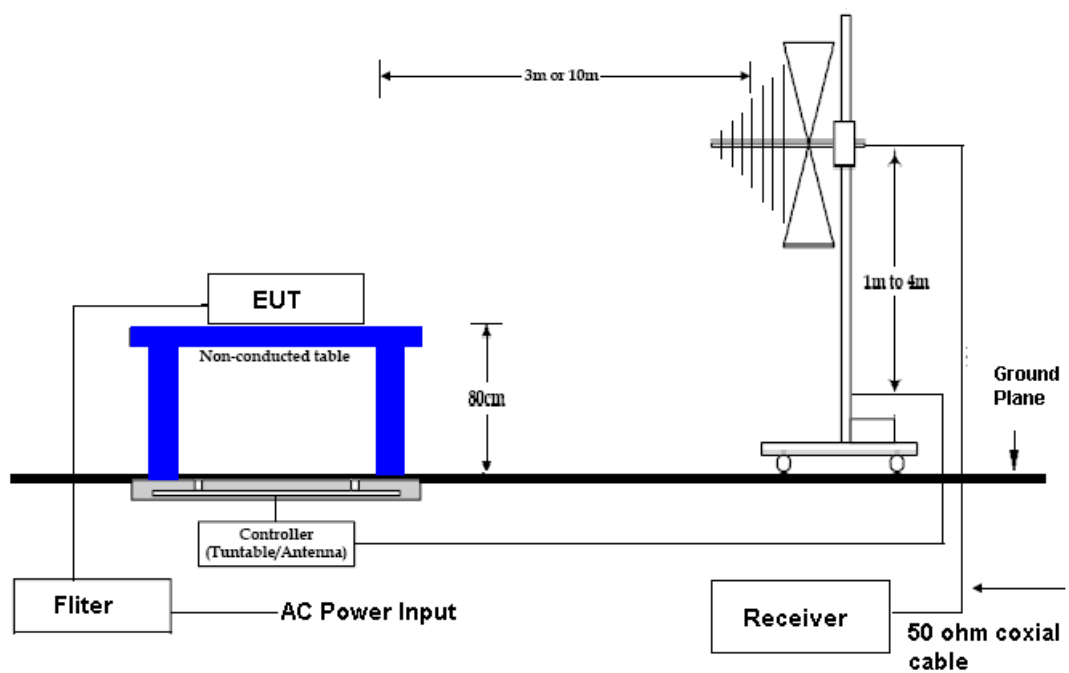 3m or 10m
EUT
1m to 4m
Non-conducted table
80cm
Ground
Plane
Controller
(Tuntable/Antenna)
Fliter
AC Power Input
Receiver
50 ohm coxial
cable